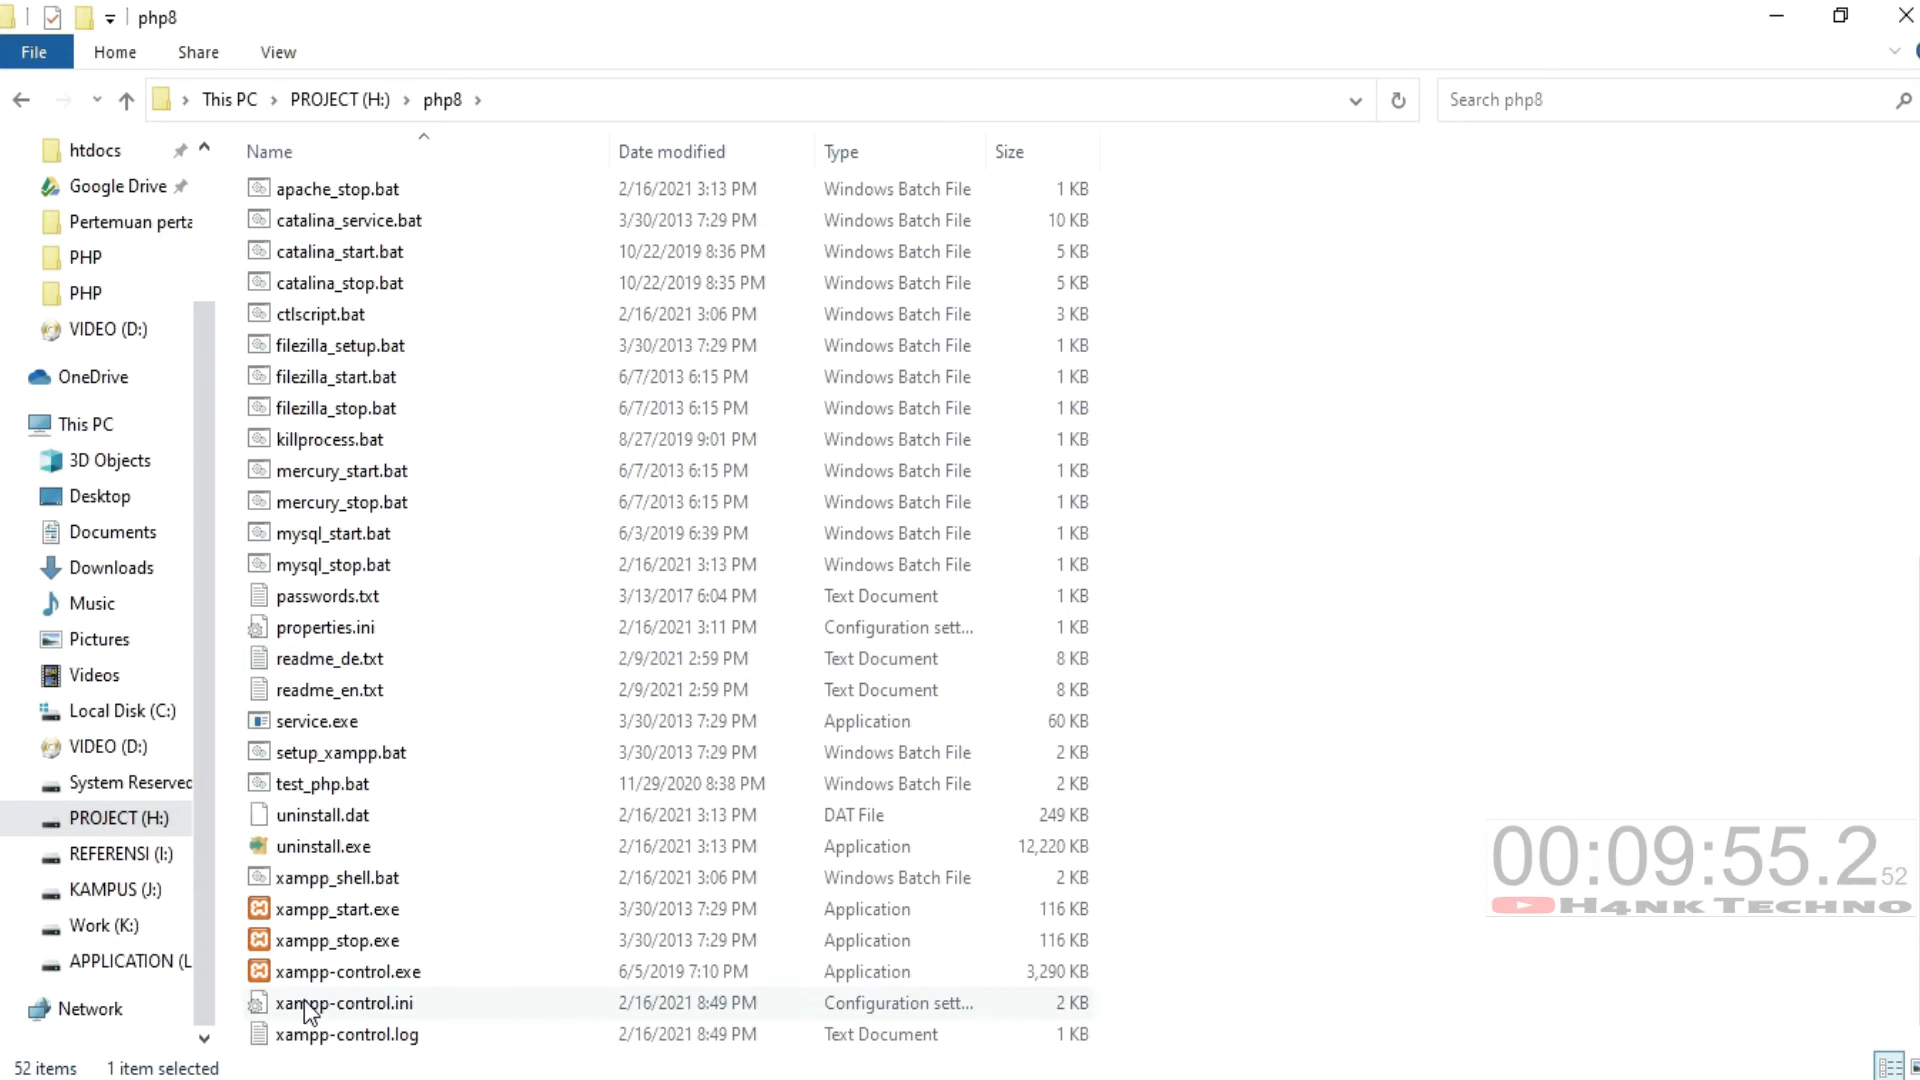 php8
File Home Share View
This PC > PROJECT (H:) > php8 >
Search php8
htdocs
Google Drive
Pertemuan perta
PHP
PHP
VIDEO (D:)
OneDrive
This PC
3D Objects
Desktop
Documents
Downloads
Music
Pictures
Videos
Local Disk (C:)
VIDEO (D:)
System Reserved
PROJECT (H:)
REFERENSI (I:)
KAMPUS (J:)
Work (K:)
APPLICATION (L
Network
Name Date modified Type Size
apache_stop.bat 2/16/2021 3:13 PM Windows Batch File 1 KB
catalina_service.bat 3/30/2013 7:29 PM Windows Batch File 10 KB
catalina_start.bat 10/22/2019 8:36 PM Windows Batch File 5 KB
catalina_stop.bat 10/22/2019 8:35 PM Windows Batch File 5 KB
ctlscript.bat 2/16/2021 3:06 PM Windows Batch File 3 KB
filezilla_setup.bat 3/30/2013 7:29 PM Windows Batch File 1 KB
filezilla_start.bat 6/7/2013 6:15 PM Windows Batch File 1 KB
filezilla_stop.bat 6/7/2013 6:15 PM Windows Batch File 1 KB
killprocess.bat 8/27/2019 9:01 PM Windows Batch File 1 KB
mercury_start.bat 6/7/2013 6:15 PM Windows Batch File 1 KB
mercury_stop.bat 6/7/2013 6:15 PM Windows Batch File 1 KB
mysql_start.bat 6/3/2019 6:39 PM Windows Batch File 1 KB
mysql_stop.bat 2/16/2021 3:13 PM Windows Batch File 1 KB
passwords.txt 3/13/2017 6:04 PM Text Document 1 KB
properties.ini 2/16/2021 3:11 PM Configuration sett... 1 KB
readme_de.txt 2/9/2021 2:59 PM Text Document 8 KB
readme_en.txt 2/9/2021 2:59 PM Text Document 8 KB
service.exe 3/30/2013 7:29 PM Application 60 KB
setup_xampp.bat 3/30/2013 7:29 PM Windows Batch File 2 KB
test_php.bat 11/29/2020 8:38 PM Windows Batch File 2 KB
uninstall.dat 2/16/2021 3:13 PM DAT File 249 KB
uninstall.exe 2/16/2021 3:13 PM Application 12,220 KB
xampp_shell.bat 2/16/2021 3:06 PM Windows Batch File 2 KB
xampp_start.exe 3/30/2013 7:29 PM Application 116 KB
xampp_stop.exe 3/30/2013 7:29 PM Application 116 KB
xampp-control.exe 6/5/2019 7:10 PM Application 3,290 KB
xampp-control.ini 2/16/2021 8:49 PM Configuration sett... 2 KB
xampp-control.log 2/16/2021 8:49 PM Text Document 1 KB
00:09:55.252
H4NK TECHNO
52 items 1 item selected